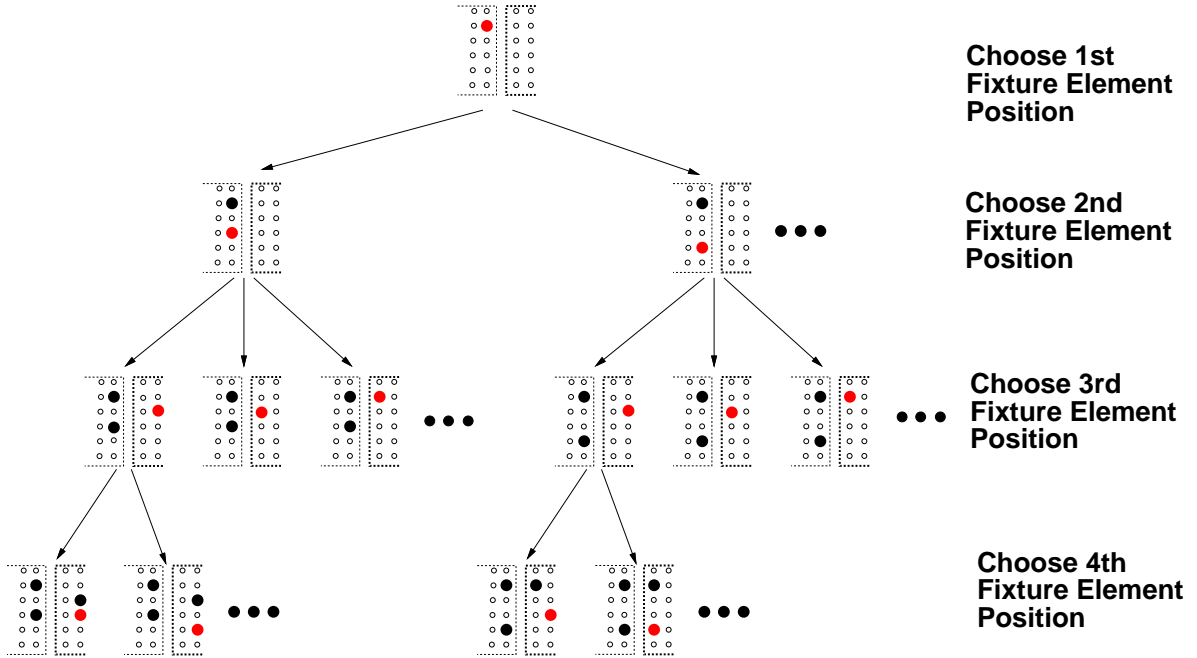 Choose 1st
Fixture Element
Position
Choose 2nd
Fixture Element
Position
Choose 3rd
Fixture Element
Position
Choose 4th
Fixture Element
Position